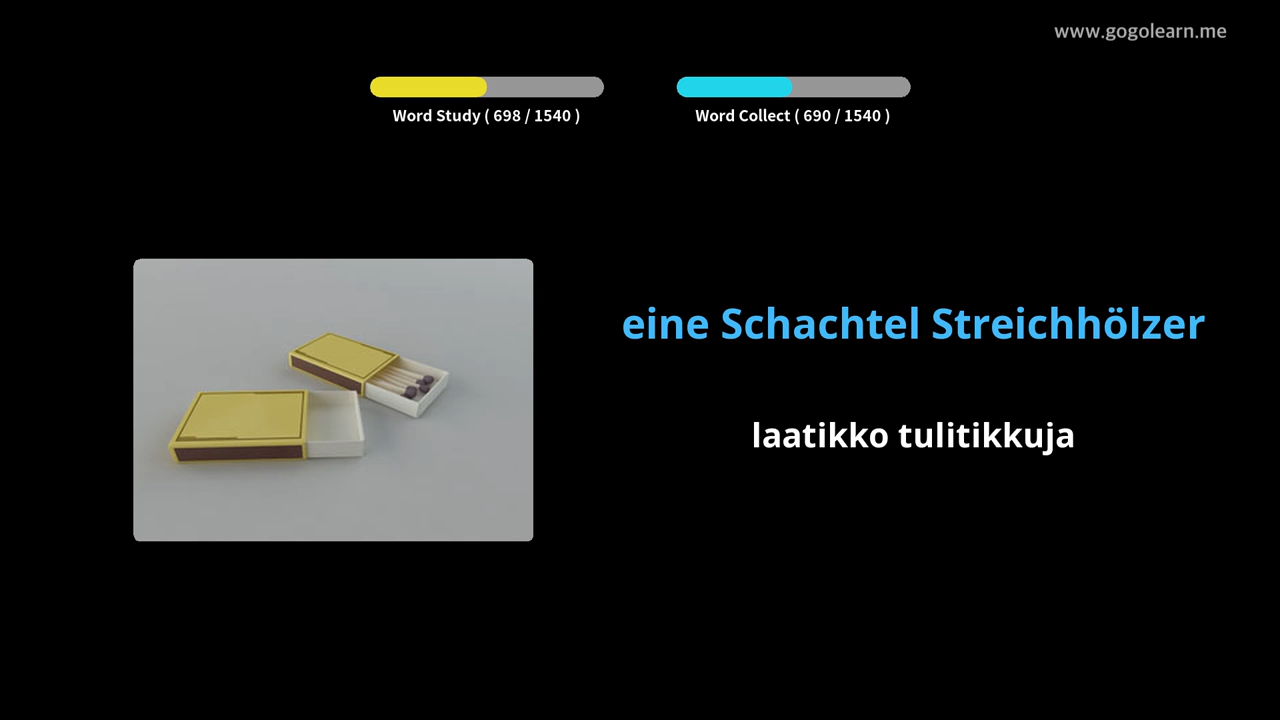 www.gogolearn.me
Word Study ( 698 / 1540 )
Word Collect ( 690 / 1540 )
eine Schachtel Streichhölzer
laatikko tulitikkuja